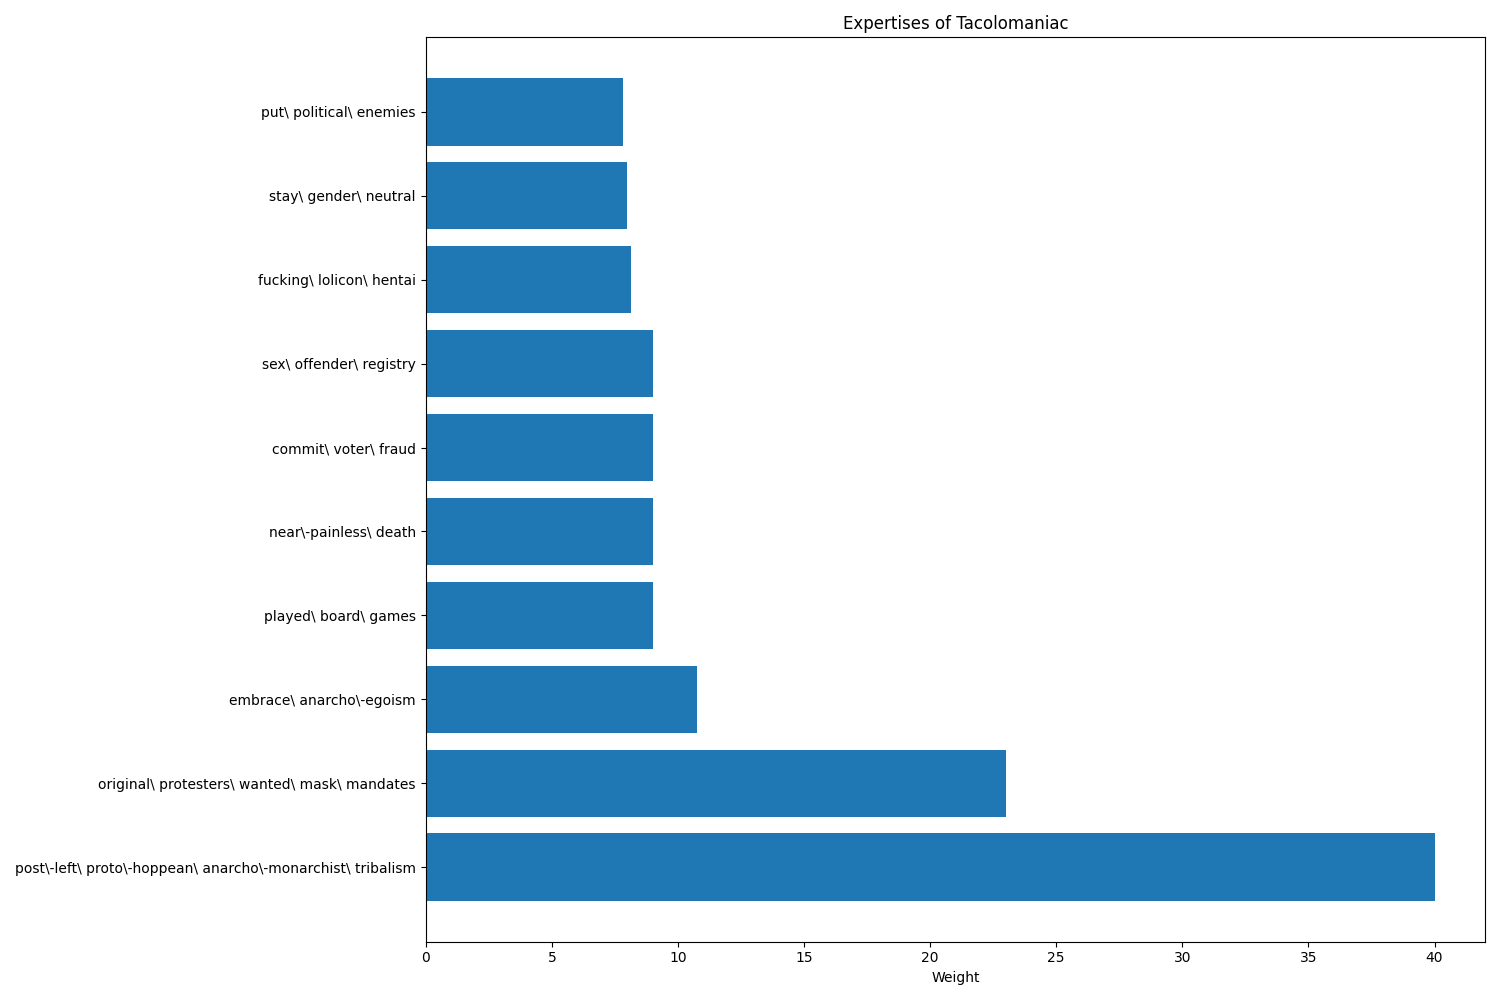 Expertises of Tacolomaniac
put\ political\ enemies
stay\ gender\ neutral
fucking\ lolicon\ hentai
sex\ offender\ registry
commit\ voter\ fraud
near\-painless\ death
played\ board\ games
embrace\ anarcho\-egoism
original\ protesters\ wanted\ mask\ mandates
post\-left\ proto\-hoppean\ anarcho\-monarchist\ tribalism
0 5 10 15 20 25 30 35 40
Weight